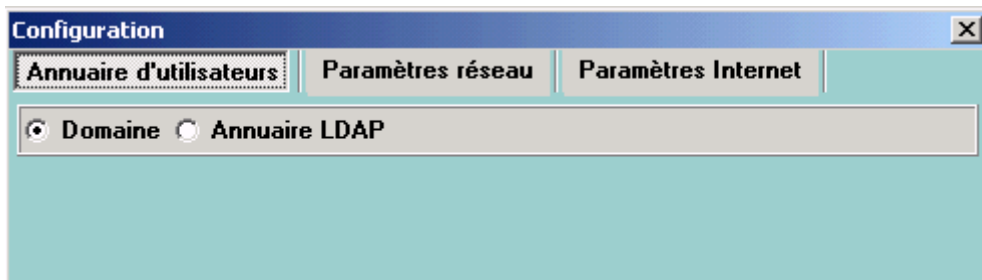 Configuration
Annuaire d'utilisateurs Paramètres réseau Paramètres Internet
Domaine Annuaire LDAP